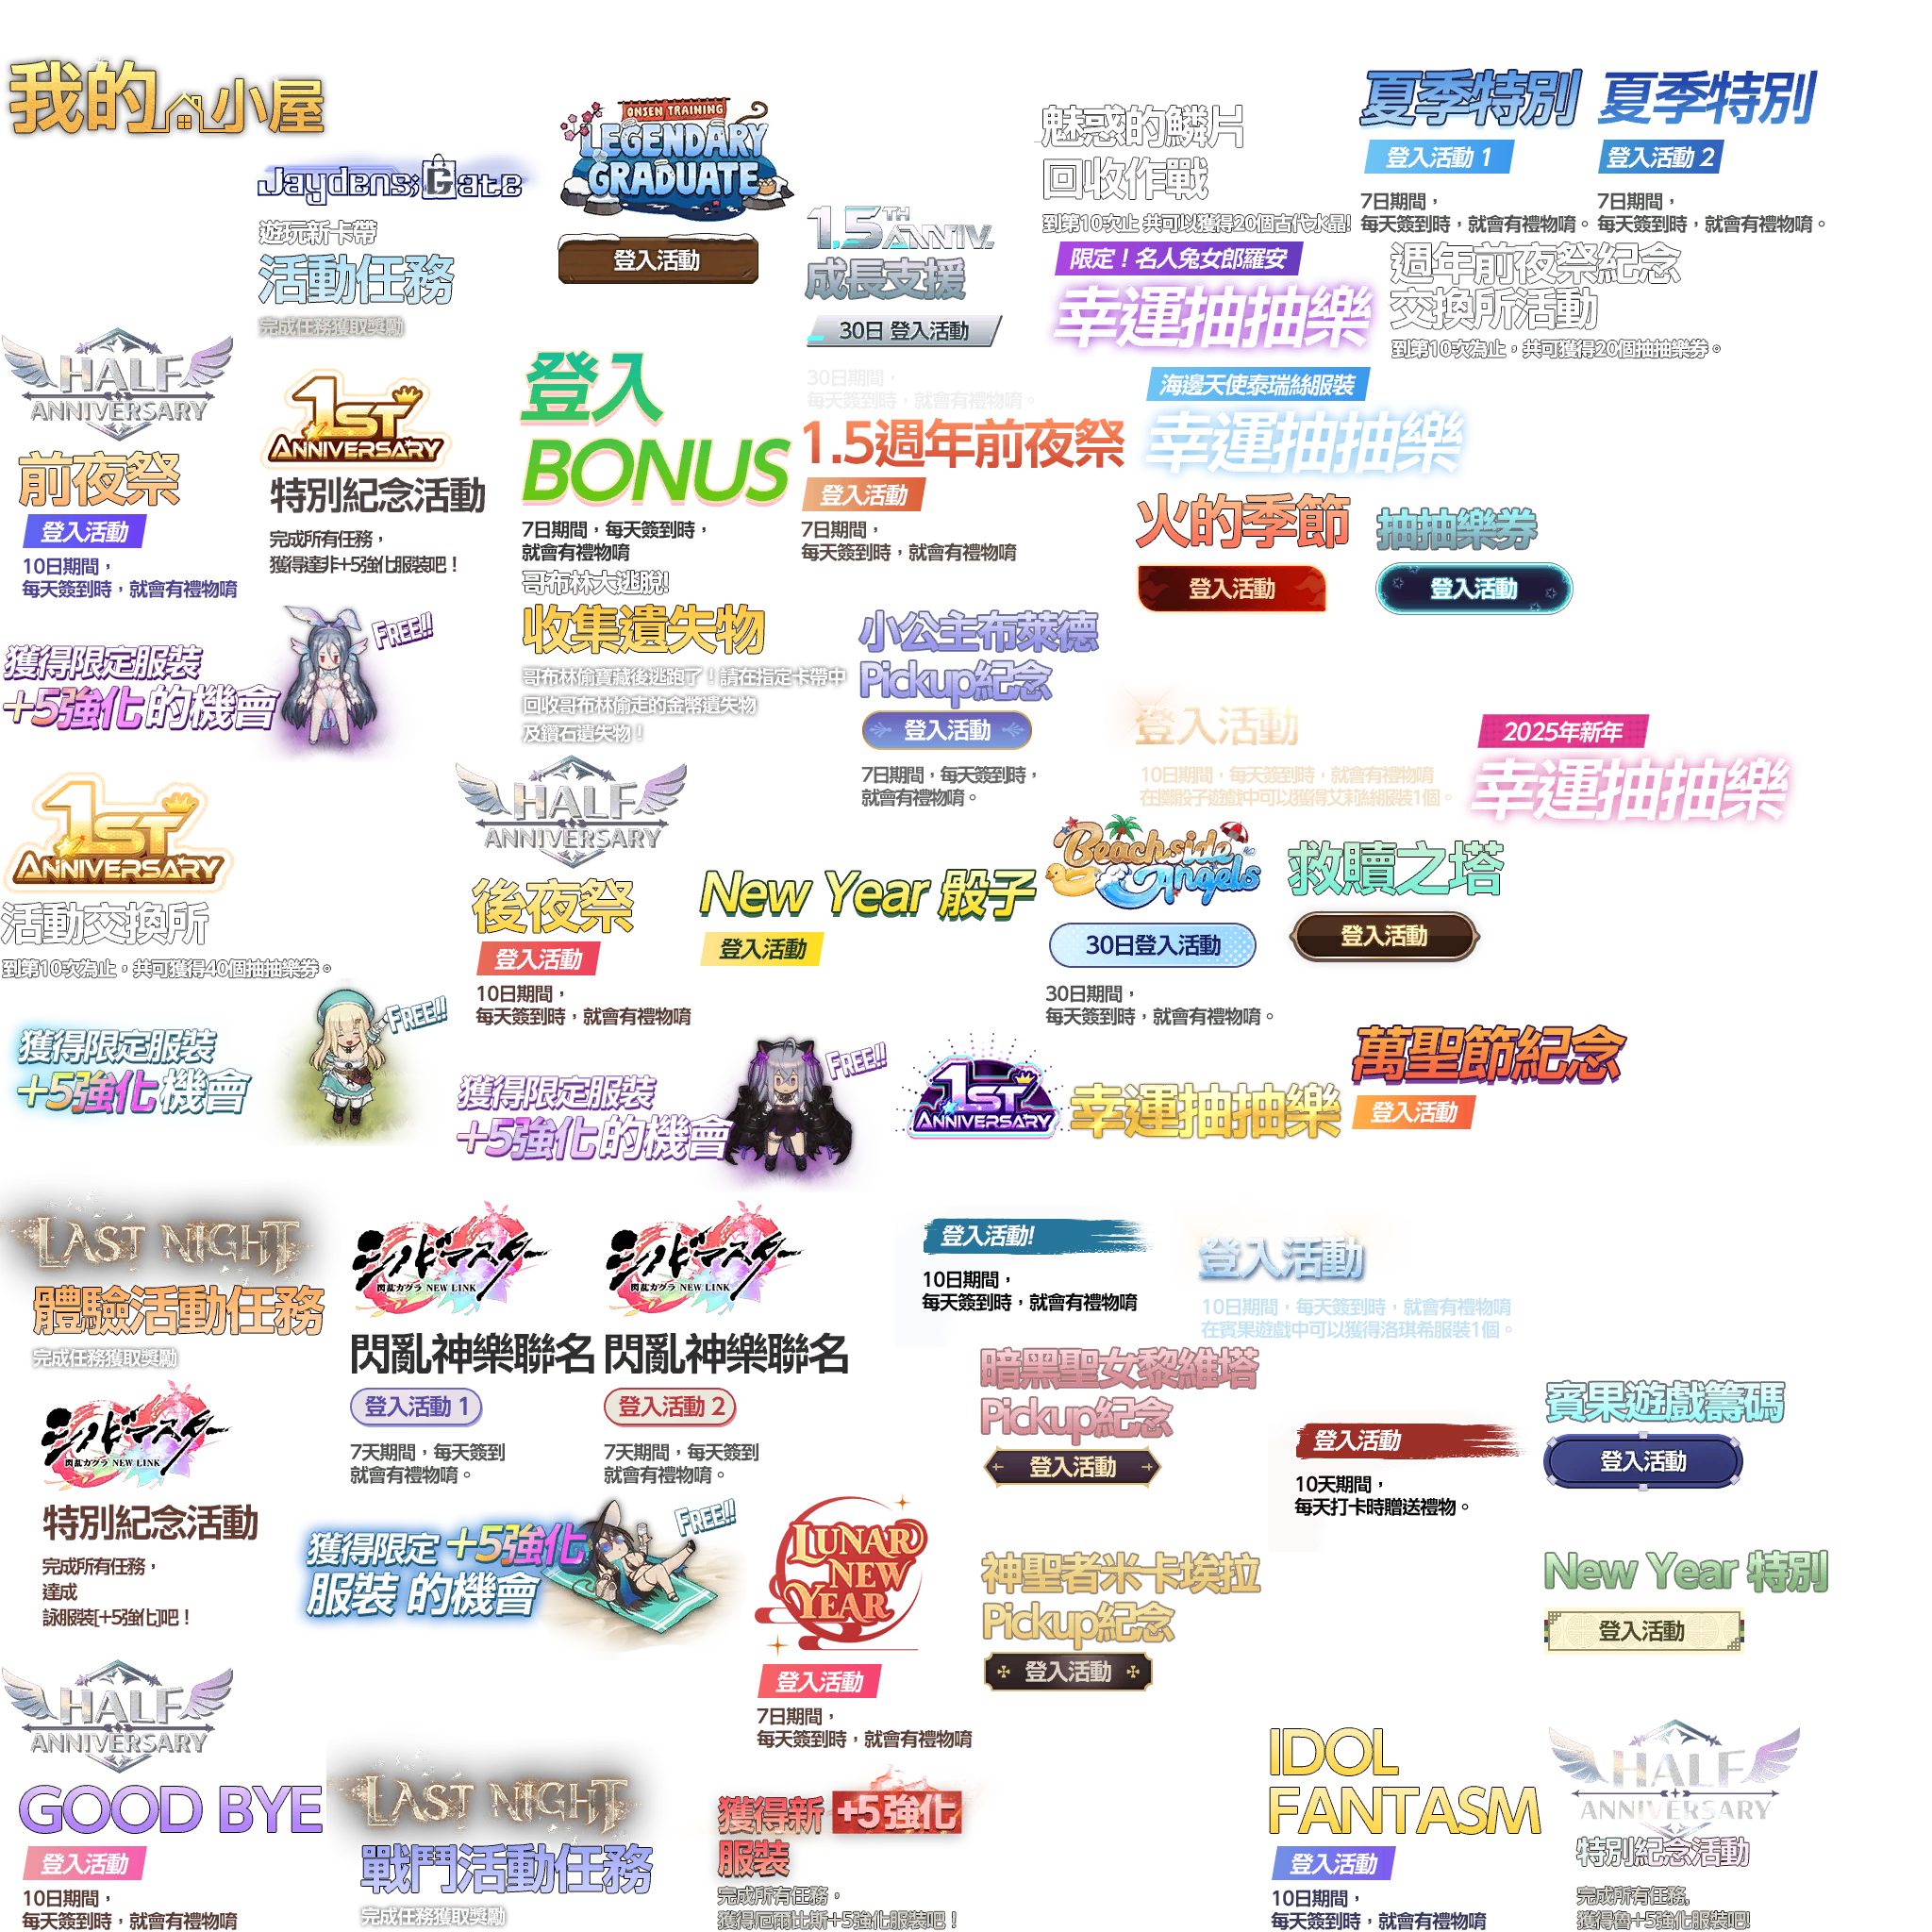 我的小屋
Jaydens;Gate
遊玩新卡帶
活動任務
完成任務獲取獎勵
ONSEN TRAINING
LEGENDARY
GRADUATE
登入活動
1.5TH
ANNIV.
成長支援
30日 登入活動
30日期間，
每天簽到時，就會有禮物唷。
魅惑的鱗片
回收作戰
到第10次止 共可以獲得20個古代水晶!
夏季特別
登入活動 1
7日期間，
每天簽到時，就會有禮物唷。
夏季特別
登入活動 2
7日期間，
每天簽到時，就會有禮物唷。
限定！名人兔女郎羅安
幸運抽抽樂
週年前夜祭紀念
交換所活動
到第10次為止，共可獲得20個抽抽樂券。
HALF
ANNIVERSARY
前夜祭
登入活動
10日期間，
每天簽到時，就會有禮物唷
1ST
ANNIVERSARY
特別紀念活動
完成所有任務，
獲得達非+5強化服裝吧！
登入
BONUS
7日期間，每天簽到時，
就會有禮物唷
1.5週年前夜祭
登入活動
7日期間，
每天簽到時，就會有禮物唷
海邊天使泰瑞絲服裝
幸運抽抽樂
火的季節
登入活動
抽抽樂券
登入活動
獲得限定服裝
+5強化的機會
FREE!!
哥布林大逃脫!
收集遺失物
哥布林偷寶藏後逃跑了！請在指定卡帶中
回收哥布林偷走的金幣遺失物
及鑽石遺失物！
小公主布萊德
Pickup紀念
登入活動
7日期間，每天簽到時，
就會有禮物唷。
登入活動
10日期間，每天簽到時，就會有禮物唷
在擲骰子遊戲中可以獲得艾莉絲服裝1個。
2025年新年
幸運抽抽樂
1ST
ANNIVERSARY
活動交換所
到第10次為止，共可獲得40個抽抽樂券。
HALF
ANNIVERSARY
後夜祭
登入活動
10日期間，
每天簽到時，就會有禮物唷
New Year 骰子
登入活動
Beachside
Angels
30日登入活動
30日期間，
每天簽到時，就會有禮物唷。
救贖之塔
登入活動
獲得限定服裝
+5強化機會
FREE!!
獲得限定服裝
+5強化的機會
FREE!!
1ST
ANNIVERSARY
幸運抽抽樂
萬聖節紀念
登入活動
LAST NIGHT
體驗活動任務
完成任務獲取獎勵
シノビマスター
閃乱カグラ NEW LINK
閃亂神樂聯名
登入活動 1
7天期間，每天簽到
就會有禮物唷。
シノビマスター
閃乱カグラ NEW LINK
閃亂神樂聯名
登入活動 2
7天期間，每天簽到
就會有禮物唷。
登入活動!
10日期間，
每天簽到時，就會有禮物唷
登入活動
10日期間，每天簽到時，就會有禮物唷
在賓果遊戲中可以獲得洛琪希服裝1個。
暗黑聖女黎維塔
Pickup紀念
登入活動
登入活動
10天期間，
每天打卡時贈送禮物。
賓果遊戲籌碼
登入活動
シノビマスター
閃乱カグラ NEW LINK
特別紀念活動
完成所有任務，
達成
詠服裝[+5強化]吧！
獲得限定 +5強化
服裝 的機會
FREE!!
LUNAR
NEW
YEAR
登入活動
7日期間，
每天簽到時，就會有禮物唷
神聖者米卡埃拉
Pickup紀念
登入活動
New Year 特別
登入活動
HALF
ANNIVERSARY
GOOD BYE
登入活動
10日期間，
每天簽到時，就會有禮物唷
LAST NIGHT
戰鬥活動任務
完成任務獲取獎勵
獲得新 +5強化
服裝
完成所有任務，
獲得厄爾比斯+5強化服裝吧！
IDOL
FANTASM
登入活動
10日期間，
每天簽到時，就會有禮物唷
HALF
ANNIVERSARY
特別紀念活動
完成所有任務,
獲得魯+5強化服裝吧!